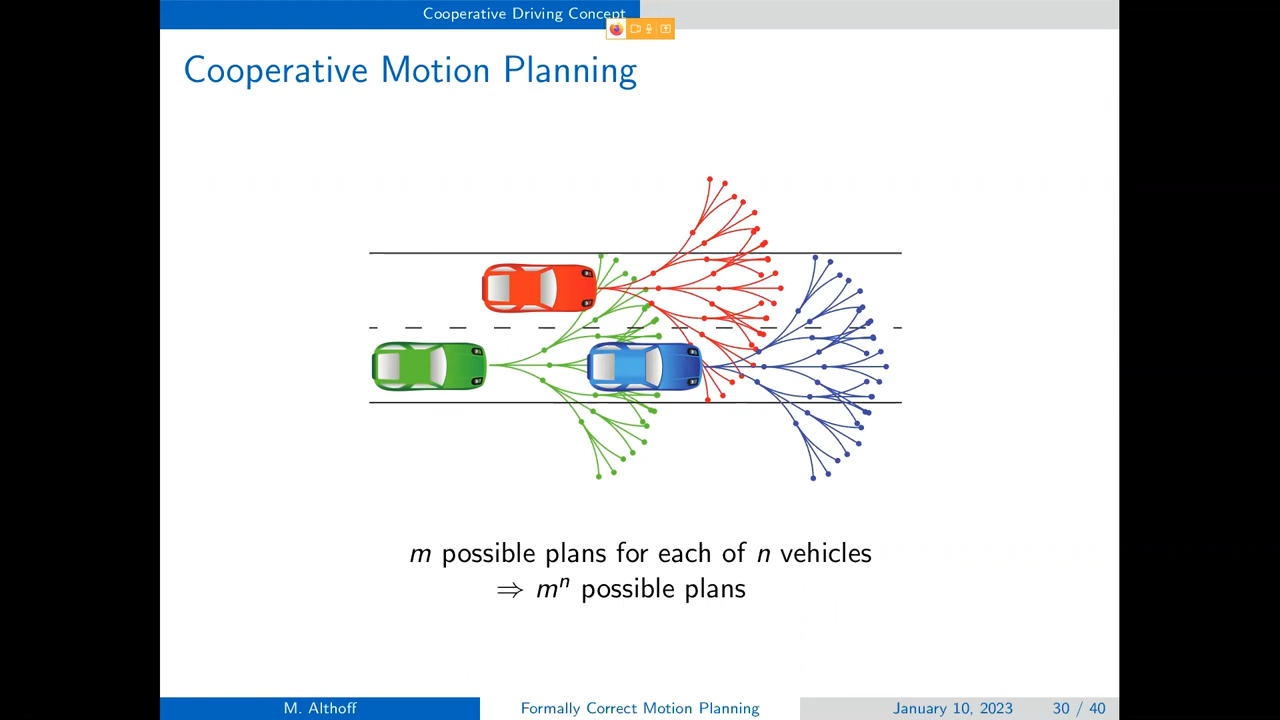 Cooperative Driving Concept
Cooperative Motion Planning
m possible plans for each of n vehicles
⇒ mⁿ possible plans
M. Althoff
Formally Correct Motion Planning
January 10, 2023
30 / 40